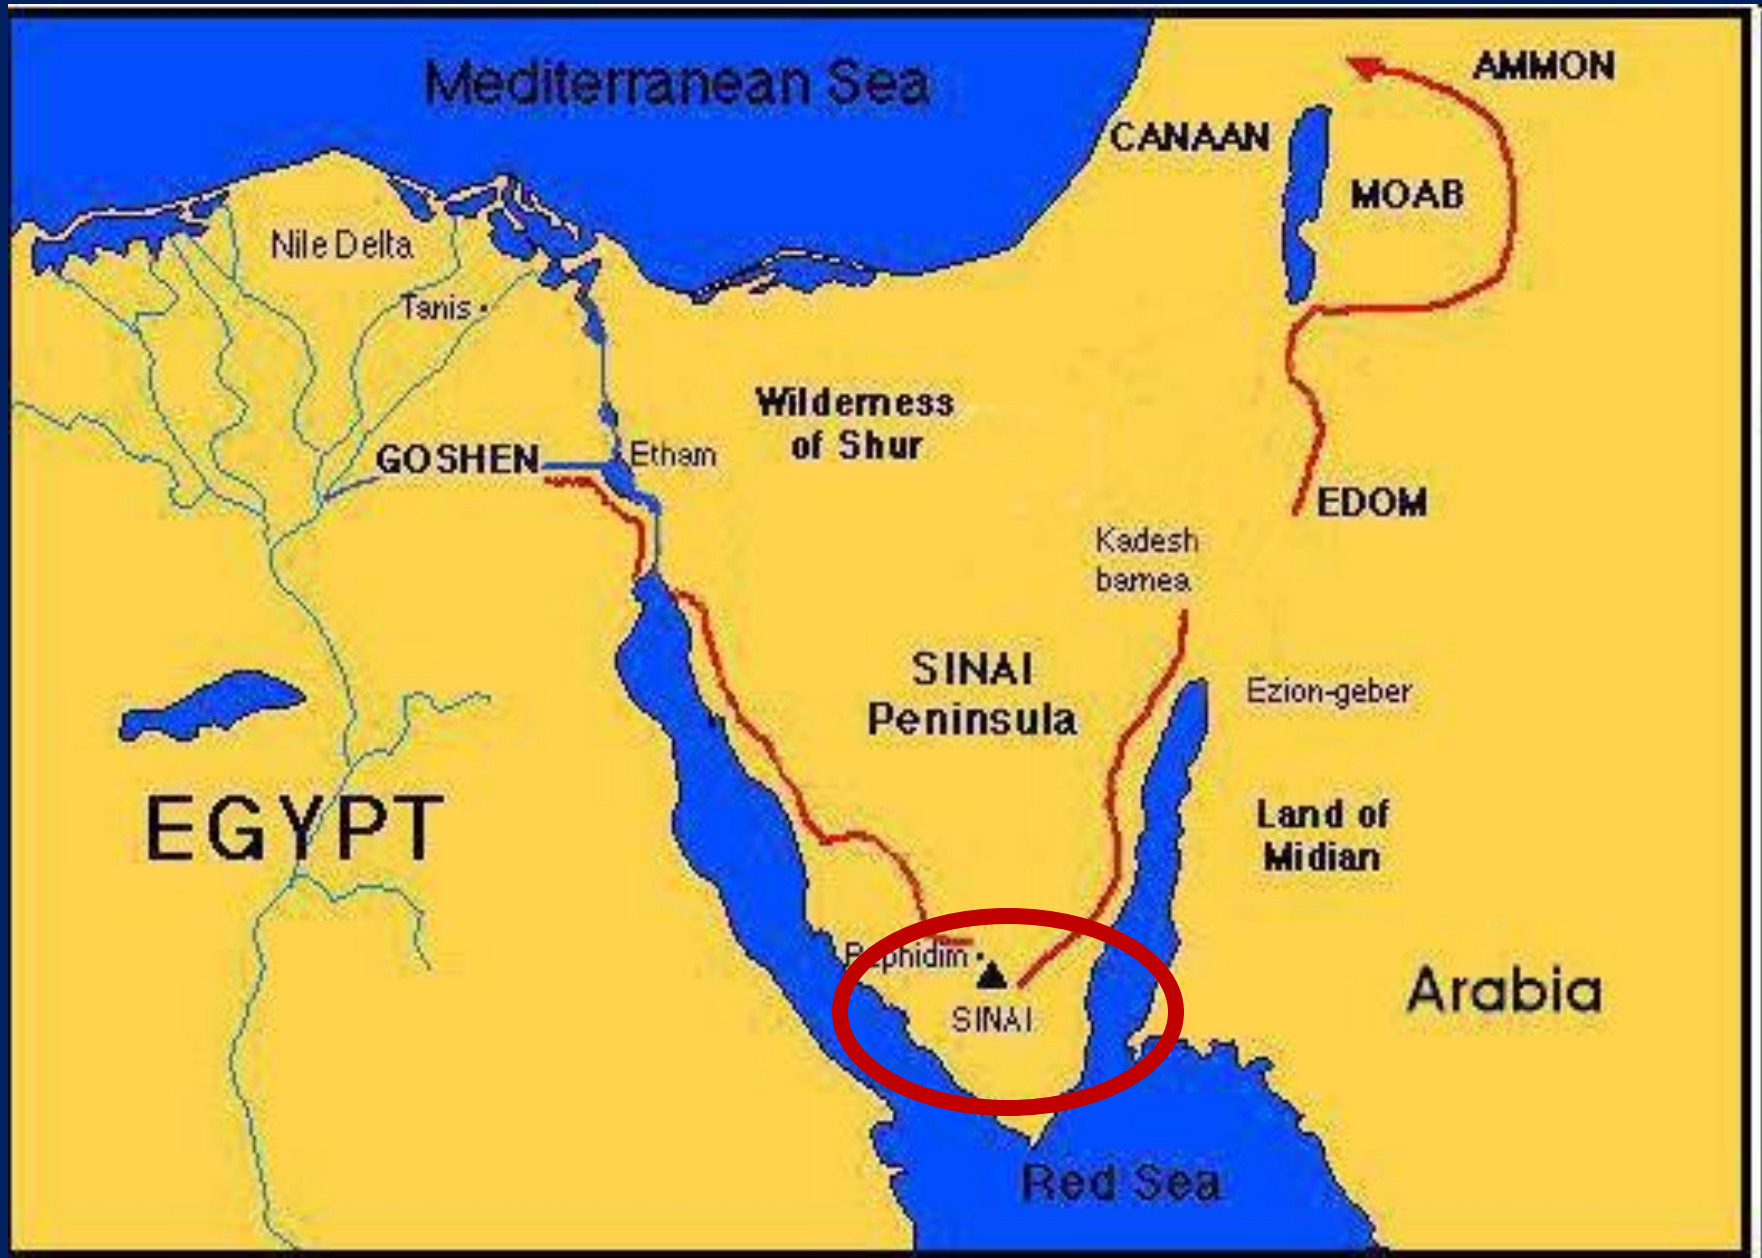 Mediterranean Sea
AMMON
CANAAN
MOAB
Nile Delta
Tanis
Wilderness
of Shur
GOSHEN
Etham
EDOM
Kadesh
barnea
SINAI
Peninsula
Ezion-geber
EGYPT
Land of
Midian
Rephidim
SINAI
Arabia
Red Sea